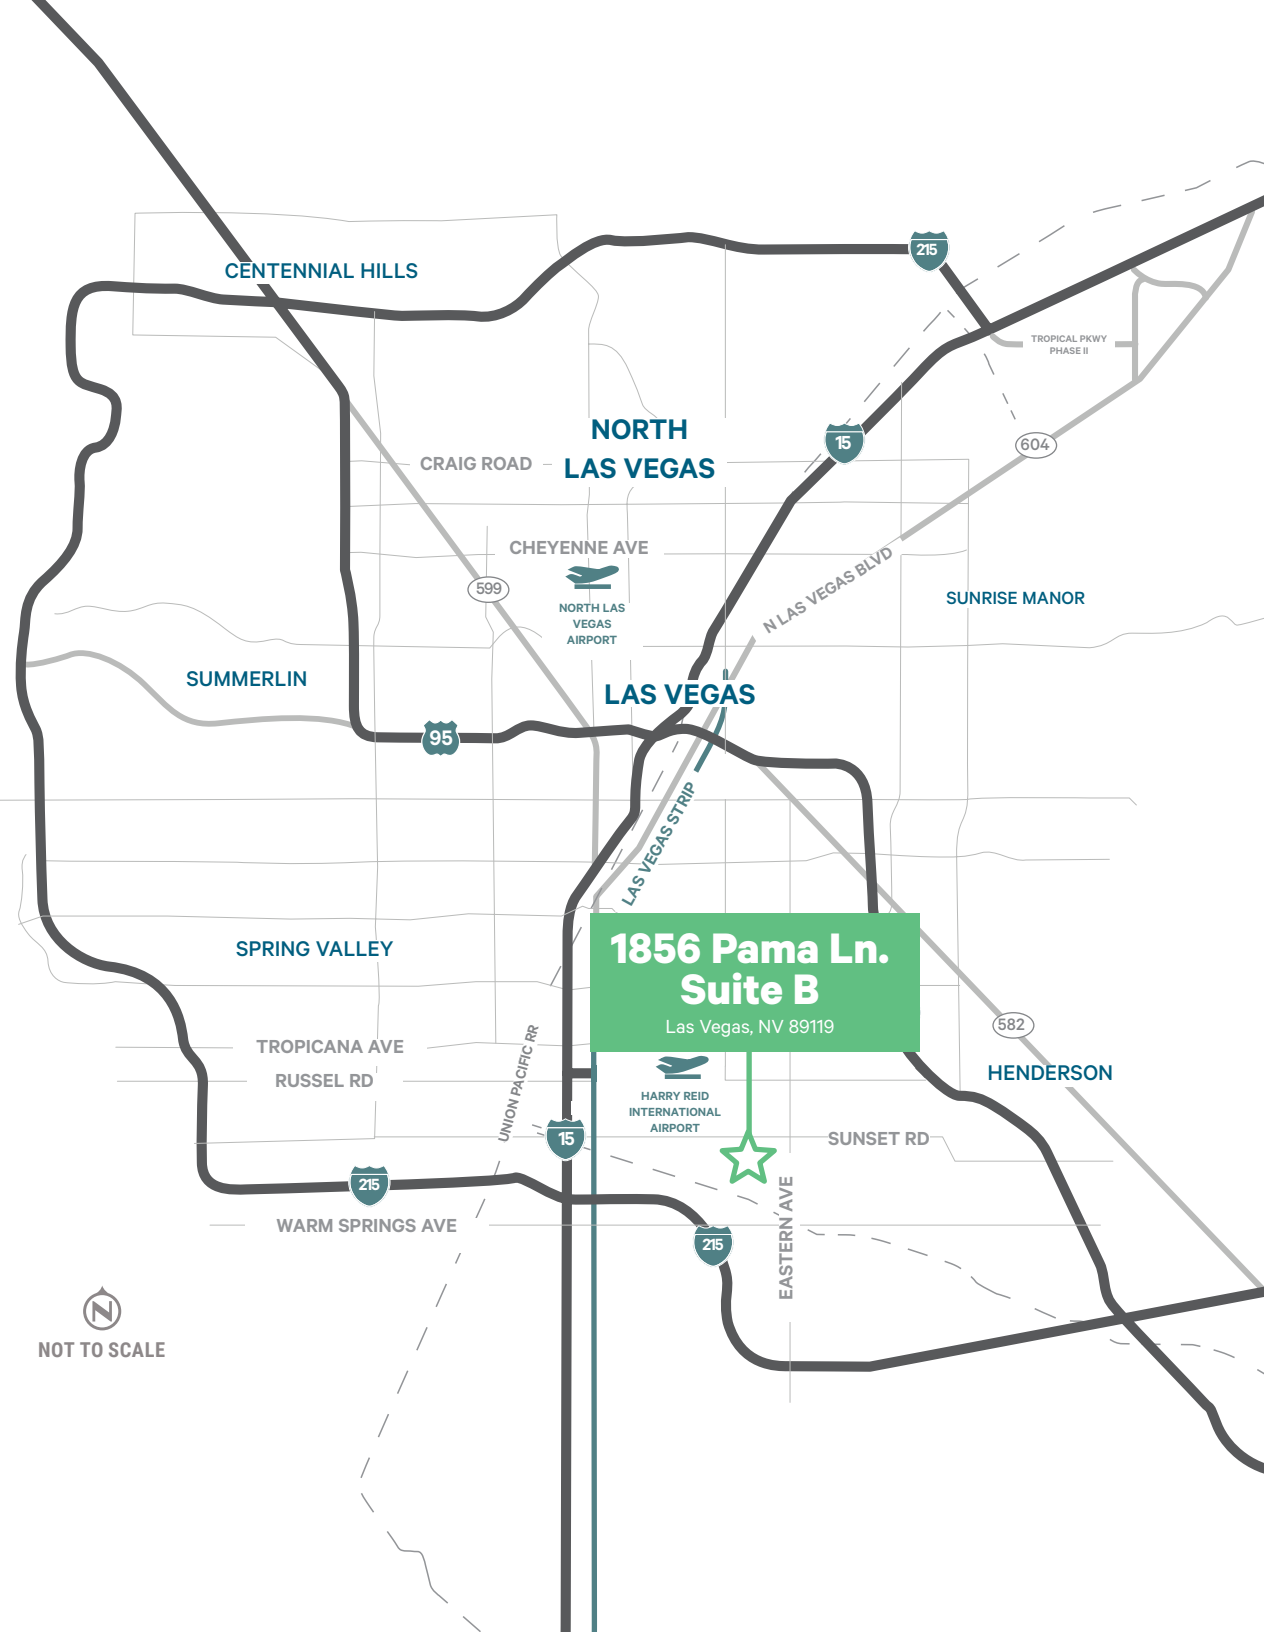 215
CENTENNIAL HILLS
TROPICAL PKWY
PHASE II
NORTH
LAS VEGAS
15
604
CRAIG ROAD
CHEYENNE AVE
599
N LAS VEGAS BLVD
NORTH LAS
VEGAS
AIRPORT
SUNRISE MANOR
SUMMERLIN
LAS VEGAS
95
LAS VEGAS STRIP
SPRING VALLEY
1856 Pama Ln.
Suite B
Las Vegas, NV 89119
582
TROPICANA AVE
RUSSEL RD
UNION PACIFIC RR
HENDERSON
HARRY REID
INTERNATIONAL
AIRPORT
15
SUNSET RD
215
WARM SPRINGS AVE
EASTERN AVE
215
N
NOT TO SCALE